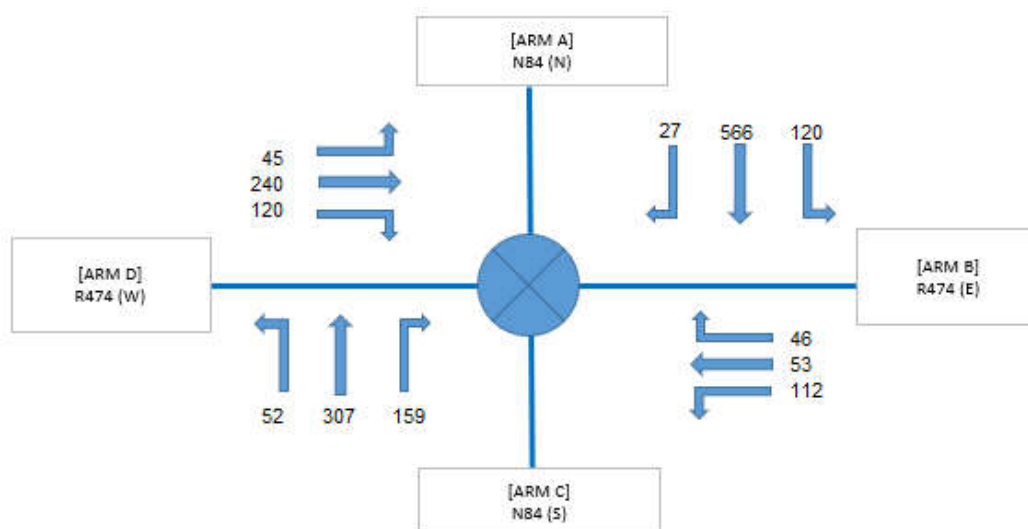 [ARM A]
N84 (N)
27 566 120
45
240
120
[ARM D]
R474 (W)
[ARM B]
R474 (E)
46
53
112
52 307 159
[ARM C]
N84 (S)